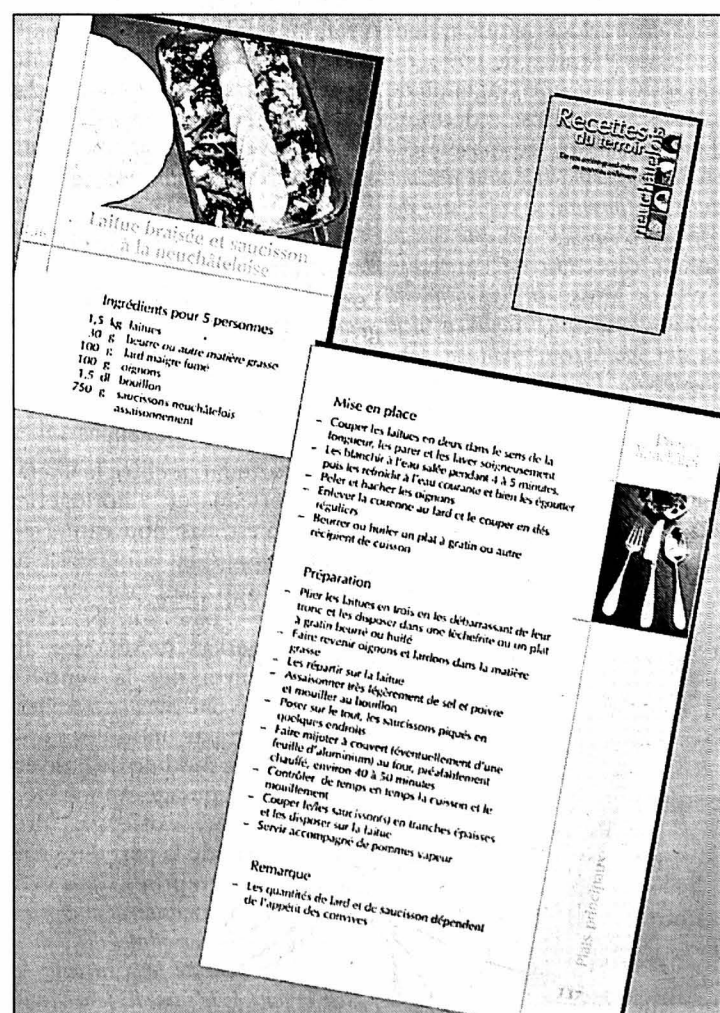 Laitue braisée et saucisson
à la neuchâteloise
Ingrédients pour 5 personnes
1,5 kg laitues
30 g beurre ou autre matière grasse
100 g lard maigre fumé
100 g oignons
1,5 dl bouillon
750 g saucissons neuchâtelois
assaisonnement
Recettes
du terroir
neuchâtelois
Mise en place
– Couper les laitues en deux dans le sens de la
longueur, les parer et les laver soigneusement
– Les blanchir à l'eau salée pendant 4 à 5 minutes,
puis les refroidir à l'eau courante et bien les égoutter
– Peler et hacher les oignons
– Enlever la couenne au lard et le couper en dés
réguliers
– Beurrer ou huiler un plat à gratin ou autre
récipient de cuisson
Préparation
– Plier les laitues en trois en les débarrassant de leur
tronc et les disposer dans une lèchefrite ou un plat
à gratin beurré ou huilé
– Faire revenir oignons et lardons dans la matière
grasse
– Les répartir sur la laitue
– Assaisonner très légèrement de sel et poivre
et mouiller au bouillon
– Poser sur le tout, les saucissons piqués en
quelques endroits
– Faire mijoter à couvert (éventuellement d'une
feuille d'aluminium) au four, préalablement
chauffé, environ 40 à 50 minutes
– Contrôler de temps en temps la cuisson et le
mouillement
– Couper le/les saucisson(s) en tranches épaisses
et les disposer sur la laitue
– Servir accompagné de pommes vapeur
Remarque
– Les quantités de lard et de saucisson dépendent
de l'appétit des convives
Plats principaux
137